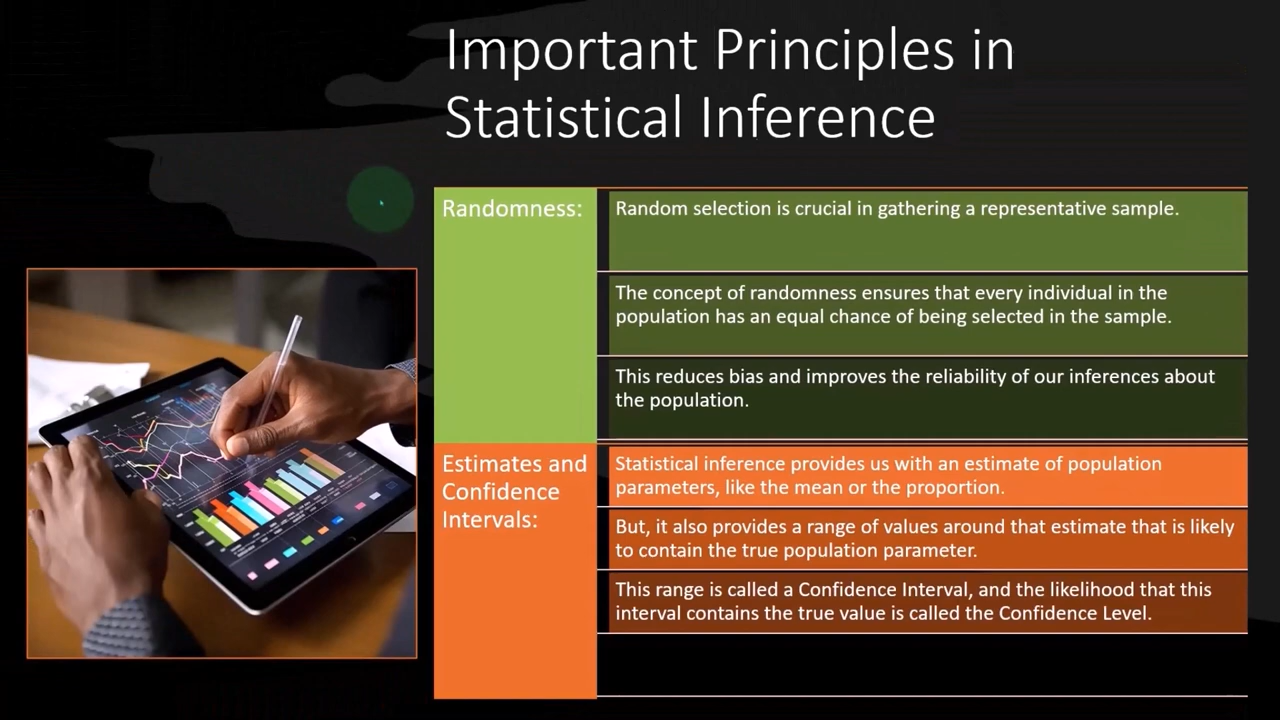 Important Principles in
Statistical Inference
Randomness:
Random selection is crucial in gathering a representative sample.
The concept of randomness ensures that every individual in the
population has an equal chance of being selected in the sample.
This reduces bias and improves the reliability of our inferences about
the population.
Estimates and
Confidence
Intervals:
Statistical inference provides us with an estimate of population
parameters, like the mean or the proportion.
But, it also provides a range of values around that estimate that is likely
to contain the true population parameter.
This range is called a Confidence Interval, and the likelihood that this
interval contains the true value is called the Confidence Level.